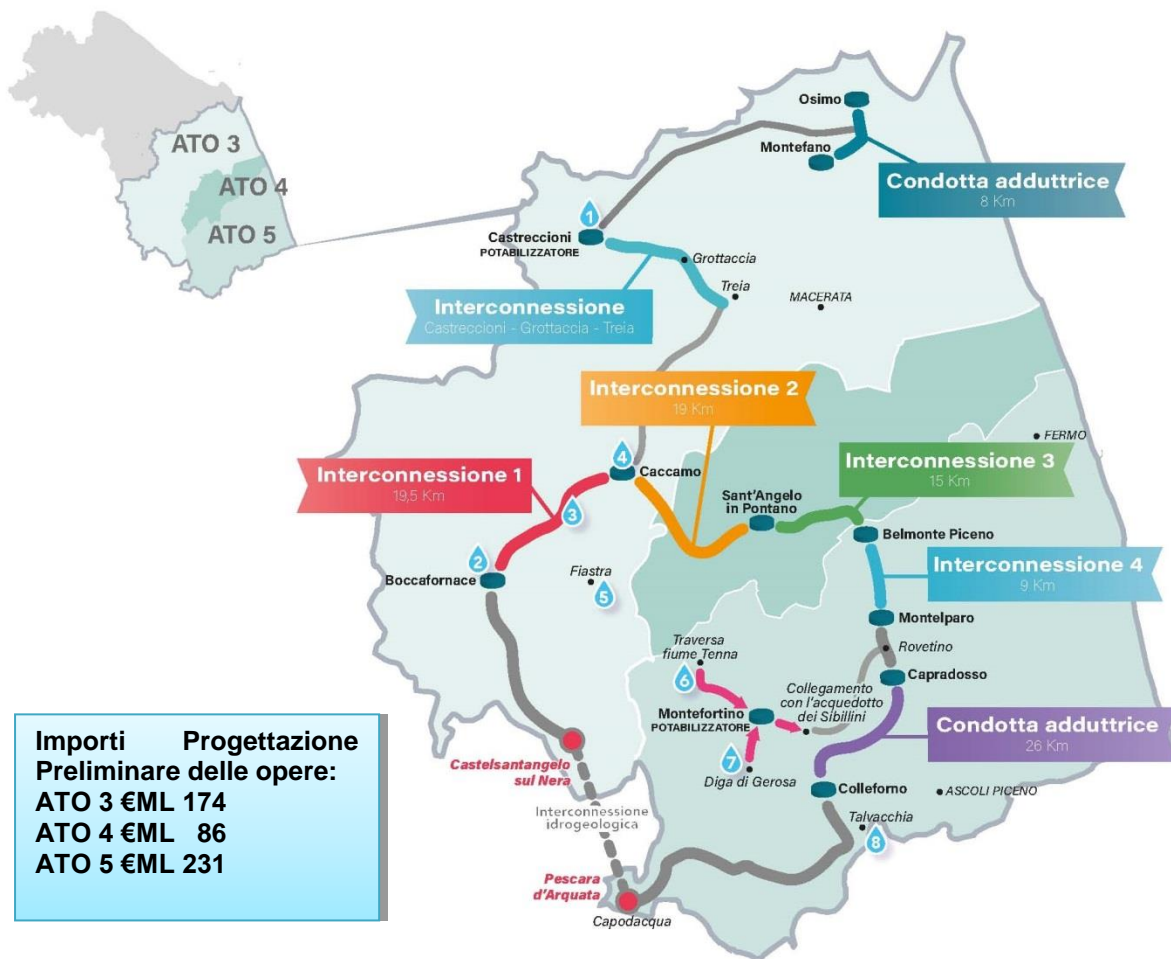 ATO 3
ATO 4
ATO 5
Osimo
Montefano
Condotta adduttrice
8 Km
1
Castreccioni
POTABILIZZATORE
Grottaccia
Treia
MACERATA
Interconnessione
Castreccioni - Grottaccia - Treia
Interconnessione 2
19 Km
FERMO
4
Caccamo
Interconnessione 1
19,5 Km
Interconnessione 3
15 Km
3
Sant'Angelo
in Pontano
Belmonte Piceno
2
Boccafornace
Fiastra
5
Interconnessione 4
9 Km
Montelparo
Rovetino
Traversa
fiume Tenna
6
Capradosso
Collegamento
con l'acquedotto
dei Sibillini
Montefortino
POTABILIZZATORE
7
Diga di Gerosa
Condotta adduttrice
26 Km
Colleforno
ASCOLI PICENO
Talvacchia
8
Castelsantangelo
sul Nera
Interconnessione
idrogeologica
Pescara
d'Arquata
Capodacqua
Importi Progettazione
Preliminare delle opere:
ATO 3 €ML 174
ATO 4 €ML 86
ATO 5 €ML 231